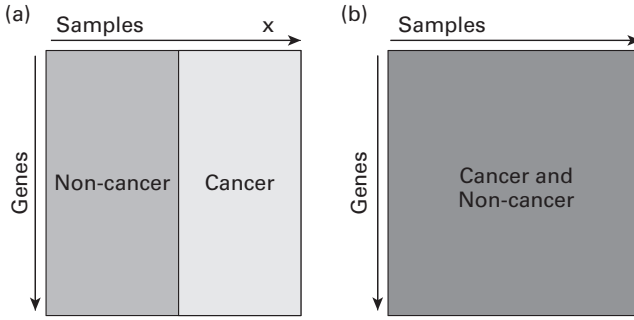 (a)
Samples x
Genes
Non-cancer
Cancer
(b)
Samples
Genes
Cancer and
Non-cancer